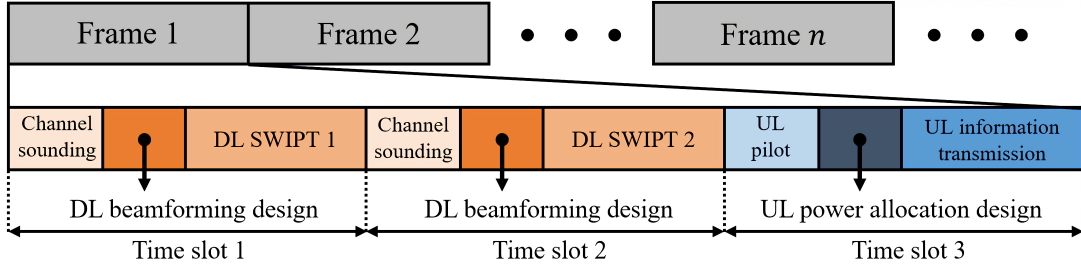 Frame 1
Frame 2
Frame n
Channel sounding
DL SWIPT 1
Channel sounding
DL SWIPT 2
UL pilot
UL information transmission
DL beamforming design
DL beamforming design
UL power allocation design
Time slot 1
Time slot 2
Time slot 3